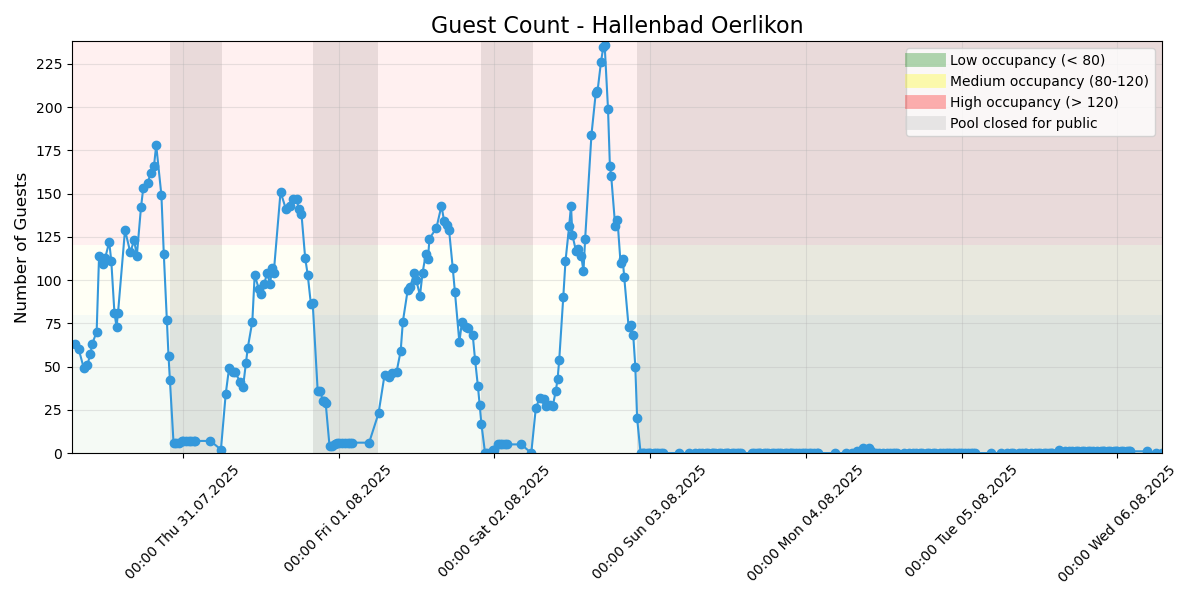 Guest Count - Hallenbad Oerlikon
Number of Guests
225
200
175
150
125
100
75
50
25
0
Low occupancy (< 80)
Medium occupancy (80-120)
High occupancy (> 120)
Pool closed for public
00:00 Thu 31.07.2025
00:00 Fri 01.08.2025
00:00 Sat 02.08.2025
00:00 Sun 03.08.2025
00:00 Mon 04.08.2025
00:00 Tue 05.08.2025
00:00 Wed 06.08.2025